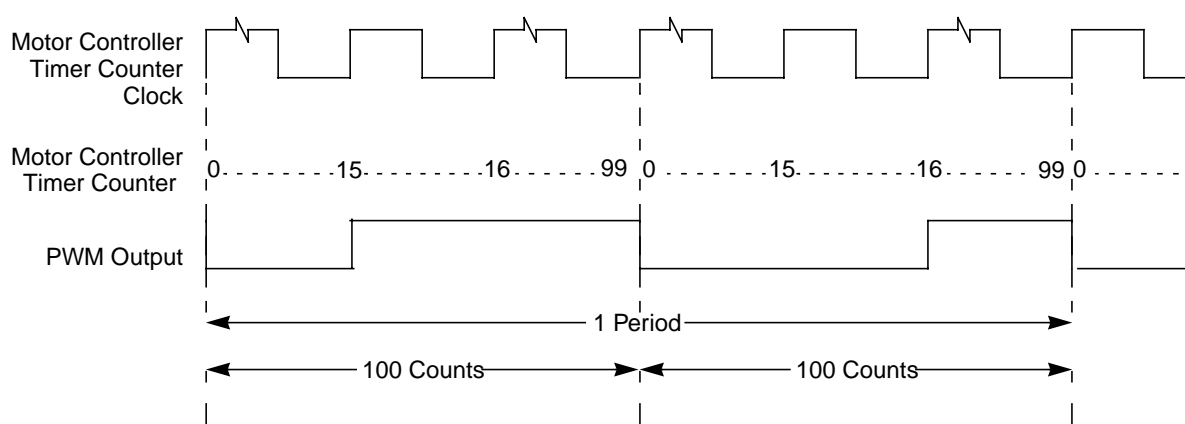 Motor Controller
Timer Counter
Clock
Motor Controller
Timer Counter
0 15 16 99 0 15 16 99 0
PWM Output
1 Period
100 Counts 100 Counts